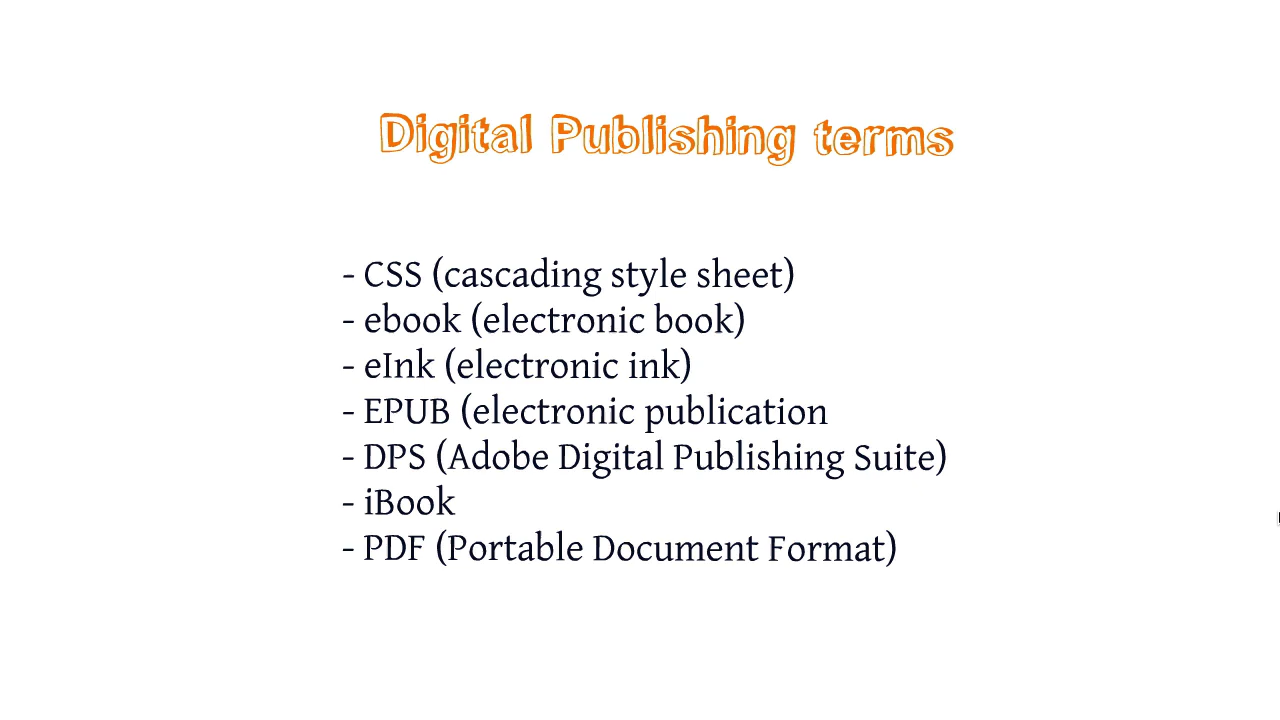 Digital Publishing terms
- CSS (cascading style sheet)
- ebook (electronic book)
- eInk (electronic ink)
- EPUB (electronic publication
- DPS (Adobe Digital Publishing Suite)
- iBook
- PDF (Portable Document Format)